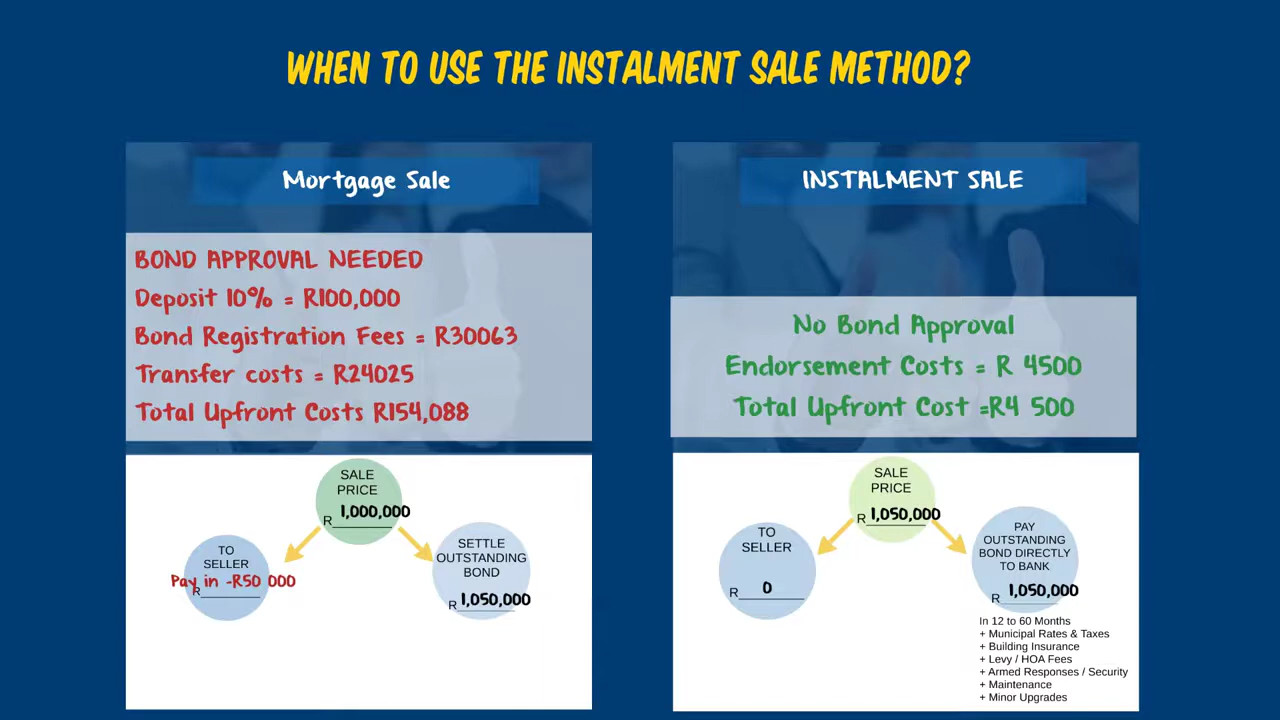 WHEN TO USE THE INSTALMENT SALE METHOD?
Mortgage Sale
BOND APPROVAL NEEDED
Deposit 10% = R100,000
Bond Registration Fees = R30063
Transfer costs = R24025
Total Upfront Costs R154,088
SALE
PRICE
R 1,000,000
TO
SELLER
Pay in -R50 000
R
SETTLE
OUTSTANDING
BOND
R 1,050,000
INSTALMENT SALE
No Bond Approval
Endorsement Costs = R 4500
Total Upfront Cost =R4 500
SALE
PRICE
R 1,050,000
TO
SELLER
R 0
PAY
OUTSTANDING
BOND DIRECTLY
TO BANK
R 1,050,000
In 12 to 60 Months
+ Municipal Rates & Taxes
+ Building Insurance
+ Levy / HOA Fees
+ Armed Responses / Security
+ Maintenance
+ Minor Upgrades